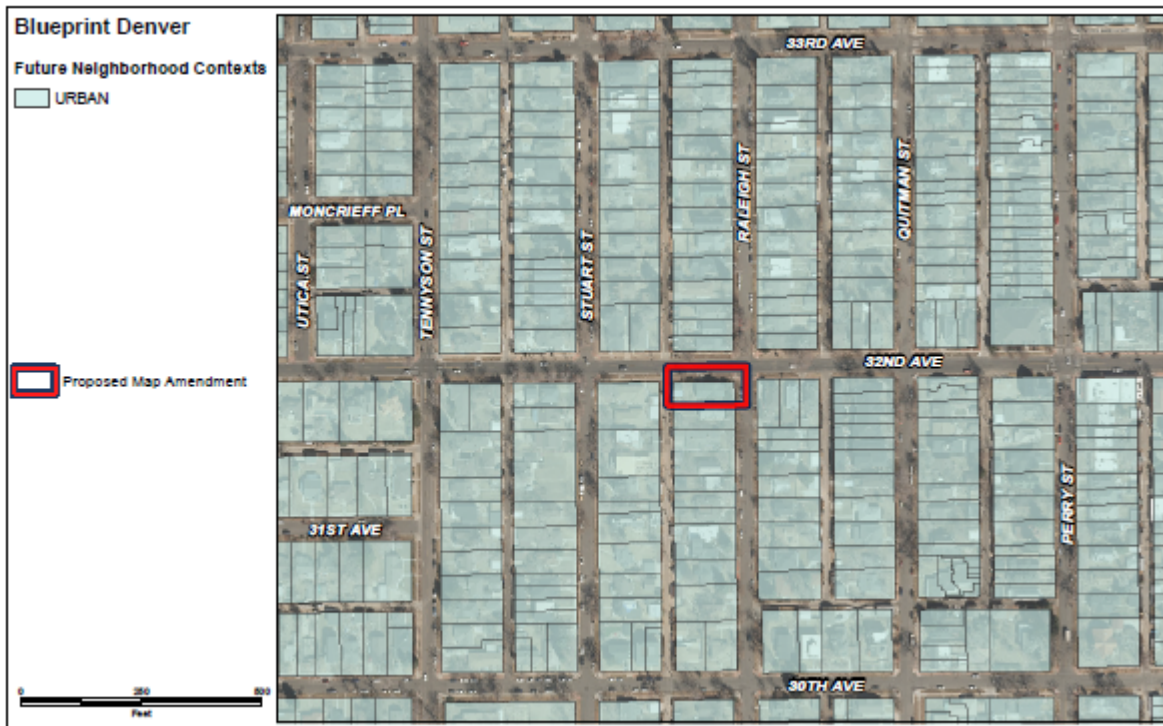 Blueprint Denver
Future Neighborhood Contexts
URBAN
Proposed Map Amendment
33RD AVE
MONCRIEFF PL
UTICA ST
TENNYSON ST
STUART ST
RALEIGH ST
QUITMAN ST
32ND AVE
PERRY ST
31ST AVE
30TH AVE
0 250 500
Feet